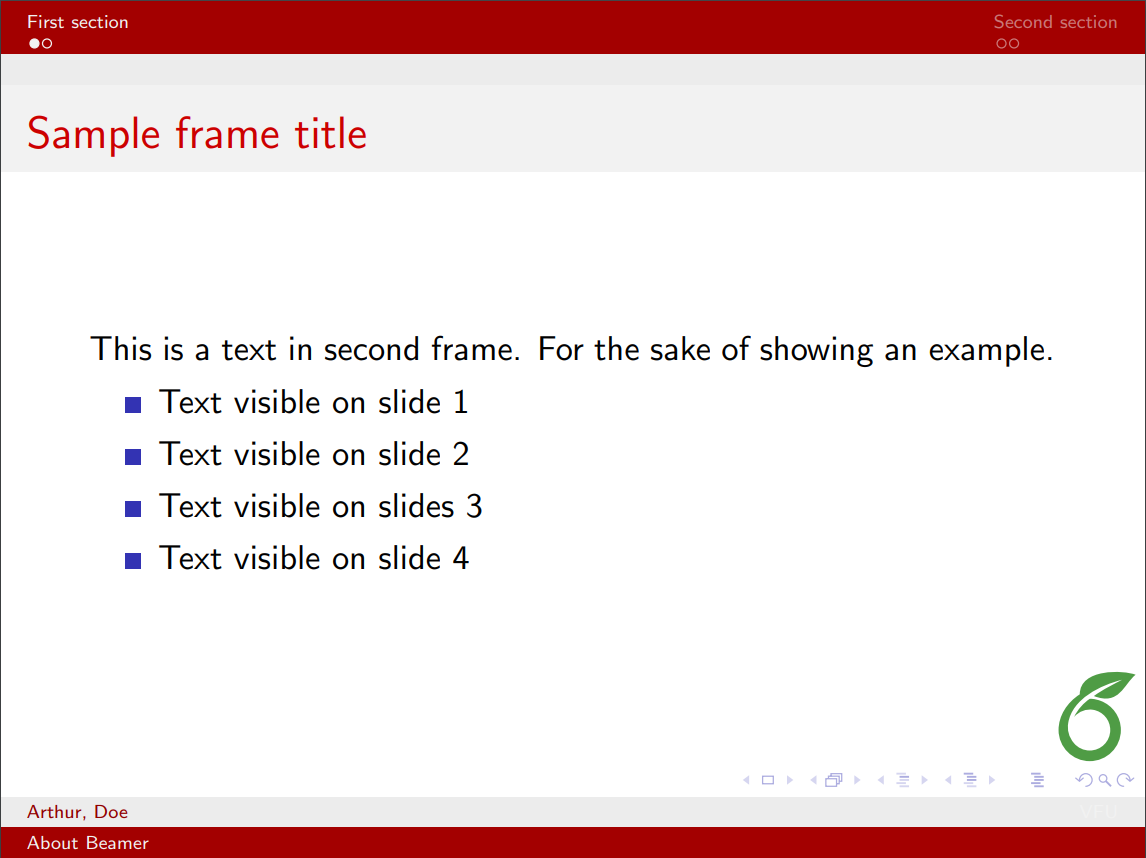 First section
Second section
Sample frame title
This is a text in second frame. For the sake of showing an example.
Text visible on slide 1
Text visible on slide 2
Text visible on slides 3
Text visible on slide 4
Arthur, Doe
VFU
About Beamer